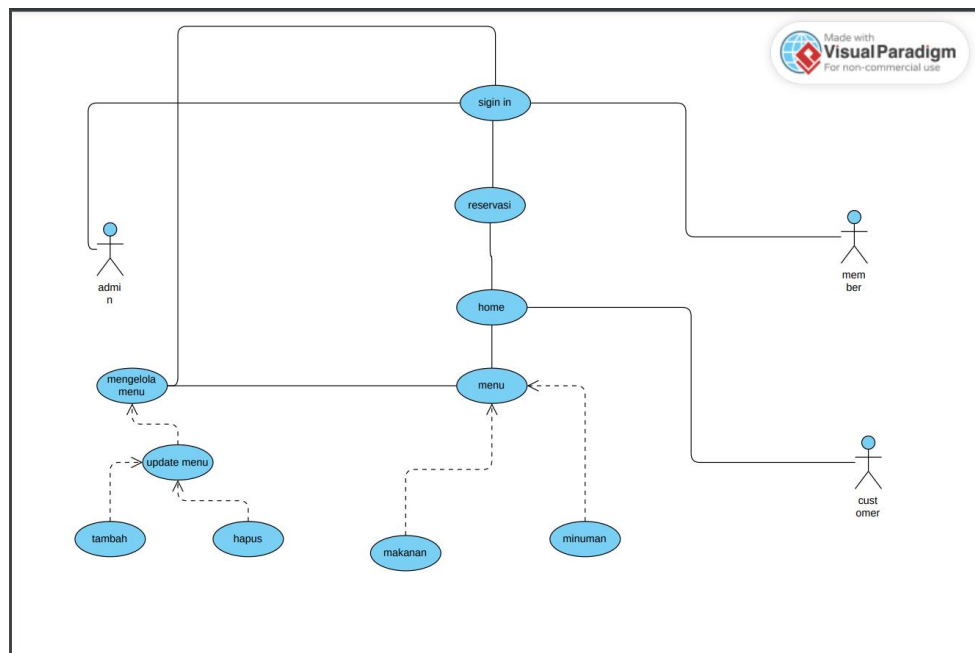 Made with
Visual Paradigm
For non-commercial use
sigin in
reservasi
admi
n
mem
ber
home
mengelola
menu
menu
update menu
cust
omer
tambah
hapus
makanan
minuman